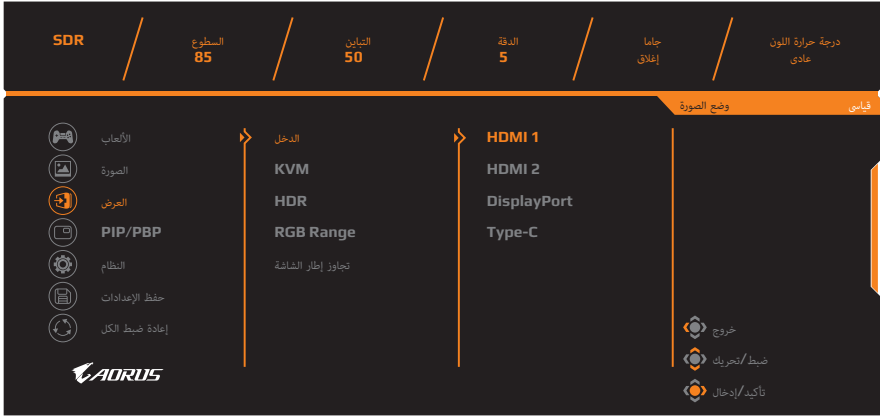 SDR
السطوع
85
التباين
50
الدقة
5
جاما
إغلاق
درجة حرارة اللون
عادى
وضع الصورة
قياسى
الألعاب
الصورة
العرض
PIP/PBP
النظام
حفظ الإعدادات
إعادة ضبط الكل
الدخل
KVM
HDR
RGB Range
تجاوز إطار الشاشة
HDMI 1
HDMI 2
DisplayPort
Type-C
خروج
ضبط/تحريك
تأكيد/إدخال
AORUS